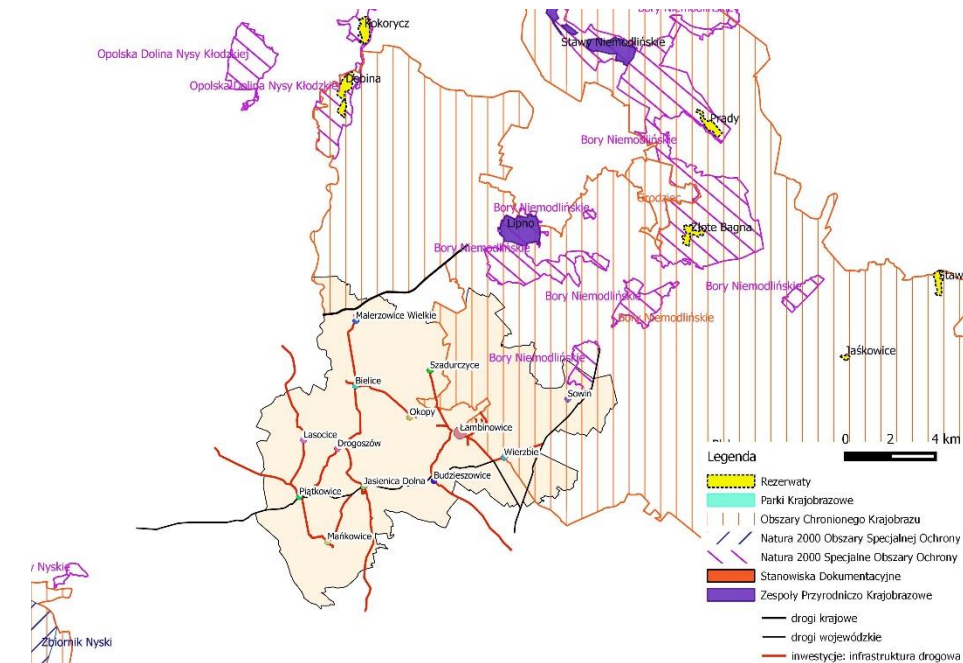 Bory Niemodlińskie
Kokorycz
Stawy Niemodlińskie
Opolska Dolina Nysy Kłodzkiej
Dębina
Opolska Dolina Nysy Kłodzkiej
Prądy
Bory Niemodlińskie
Grodziec
Bory Niemodlińskie
Lipno
Złote Bagna
Bory Niemodlińskie
Staw
Bory Niemodlińskie
Bory Niemodlińskie
Malerzowice Wielkie
Bory Niemodlińskie
Jaśkowice
Bory Niemodlińskie
Szadurczyce
Bielice
Sowin
Okopy
Łambinowice
Lasocice
Drogoszów
Wierzbie
0 2 4 km
Legenda
Jasienica Dolna
Budzieszowice
Rezerwaty
Piątkowice
Parki Krajobrazowe
Obszary Chronionego Krajobrazu
Mańkowice
Natura 2000 Obszary Specjalnej Ochrony
Natura 2000 Specjalne Obszary Ochrony
y Nyskie
Stanowiska Dokumentacyjne
Zespoły Przyrodniczo Krajobrazowe
drogi krajowe
Zbiornik Nyski
drogi wojewódzkie
inwestycje: infrastruktura drogowa